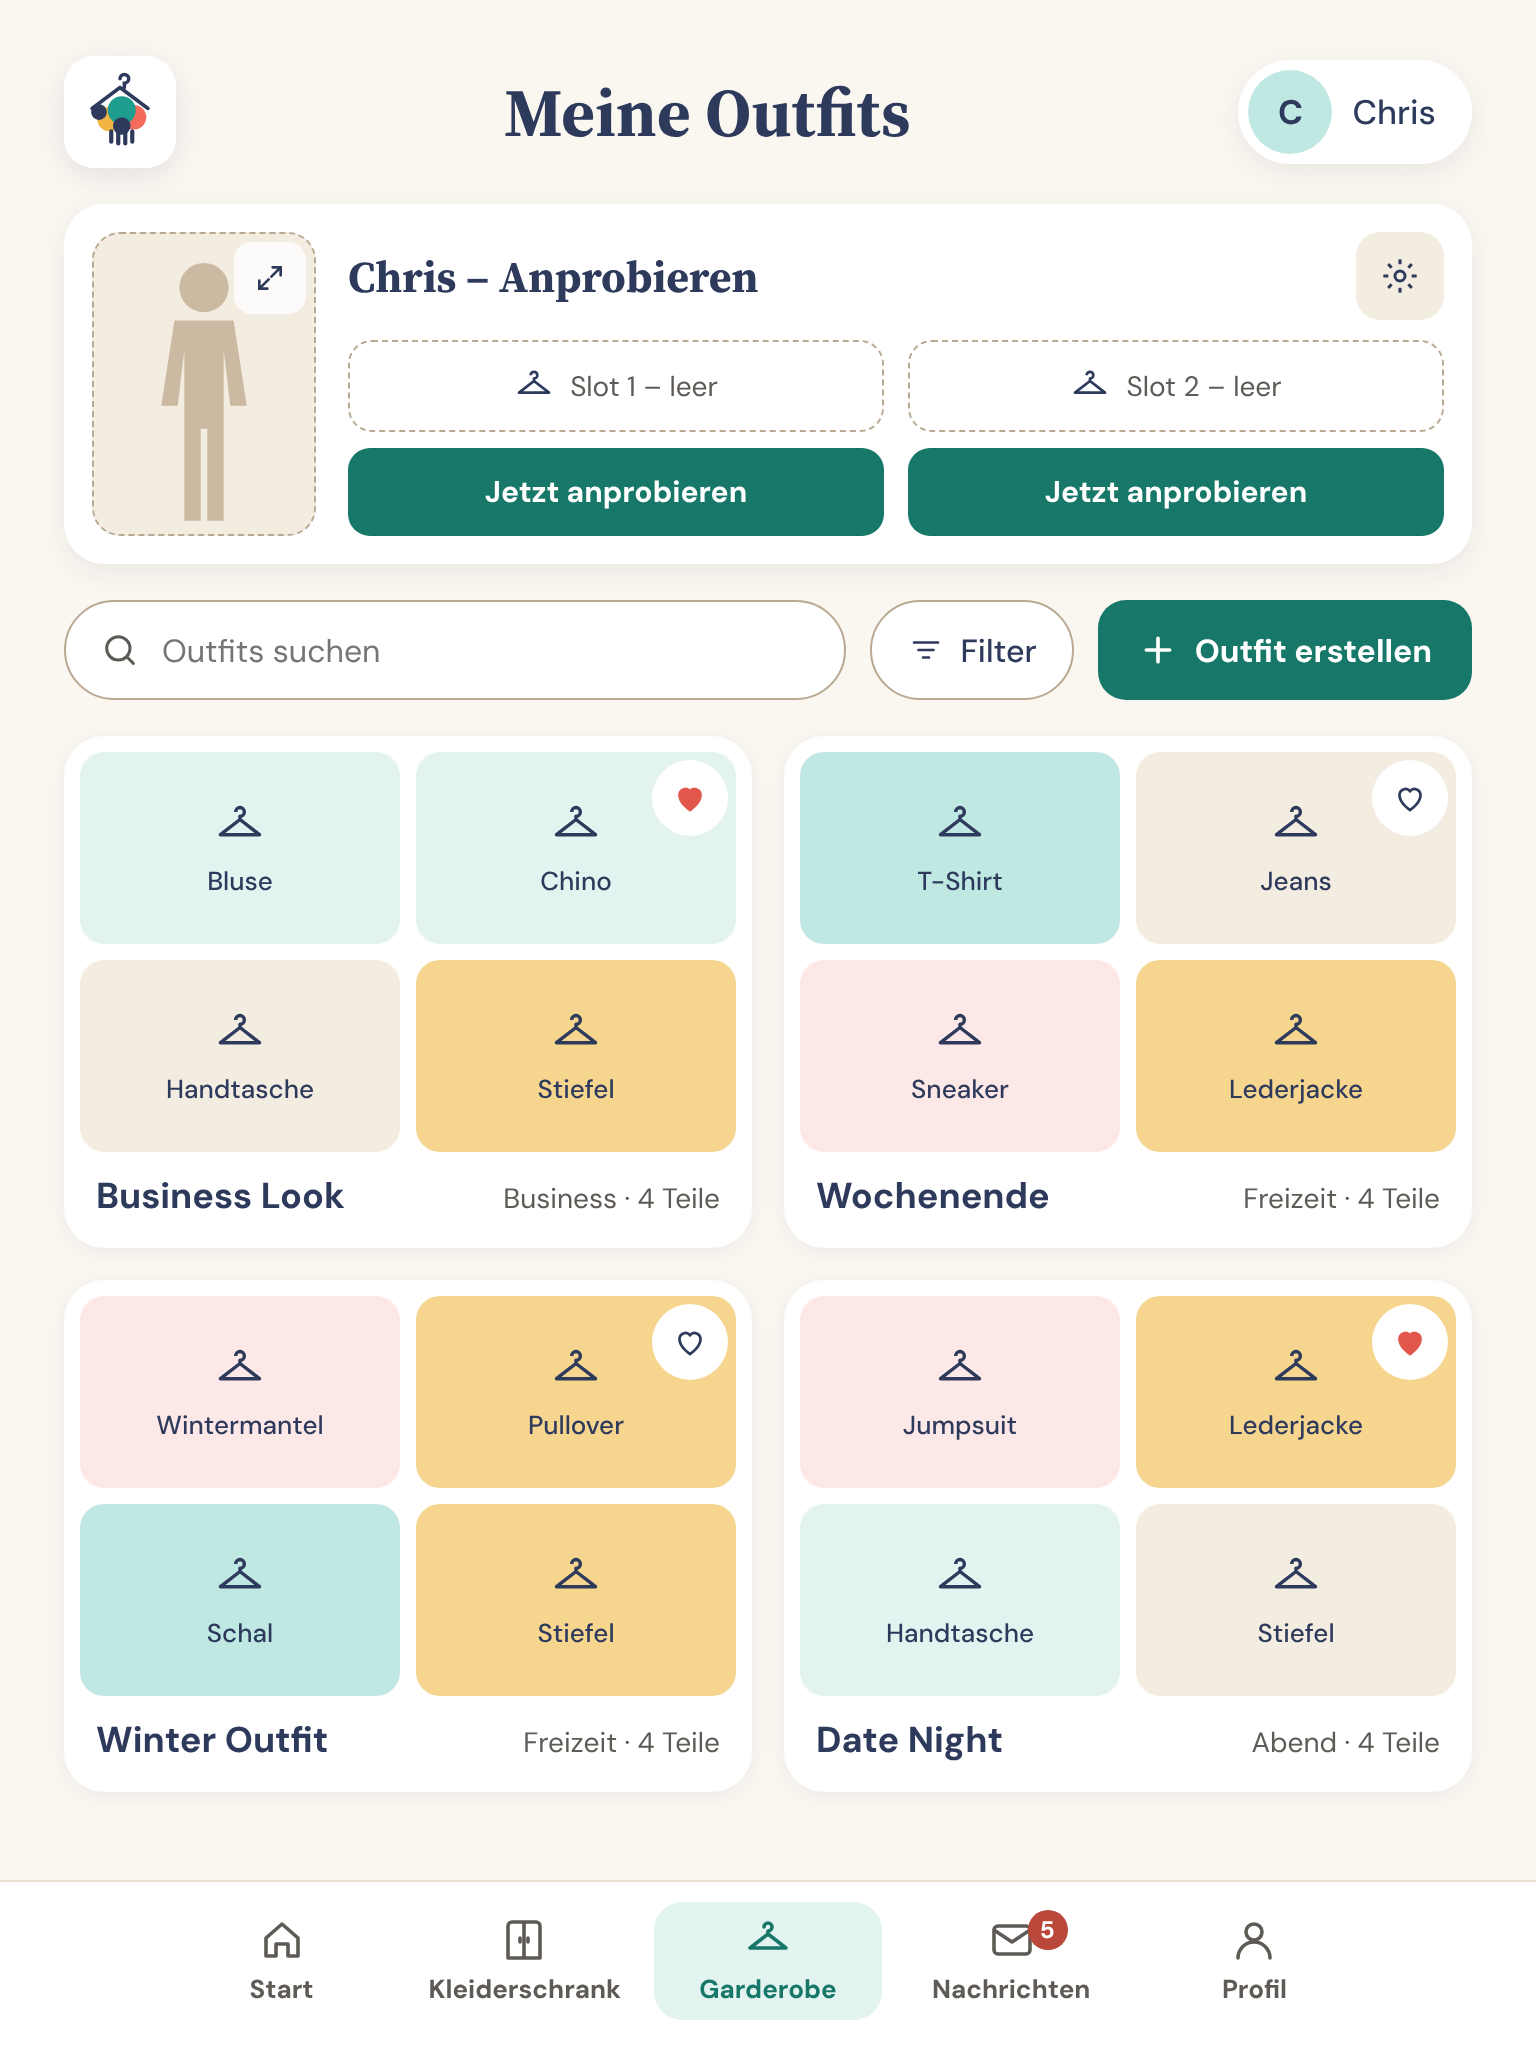 Meine Outfits
C Chris
Chris – Anprobieren
Slot 1 – leer
Slot 2 – leer
Jetzt anprobieren
Jetzt anprobieren
Outfits suchen
Filter
Outfit erstellen
Bluse
Chino
Handtasche
Stiefel
Business Look
Business · 4 Teile
T-Shirt
Jeans
Sneaker
Lederjacke
Wochenende
Freizeit · 4 Teile
Wintermantel
Pullover
Schal
Stiefel
Winter Outfit
Freizeit · 4 Teile
Jumpsuit
Lederjacke
Handtasche
Stiefel
Date Night
Abend · 4 Teile
Start
Kleiderschrank
Garderobe
5
Nachrichten
Profil